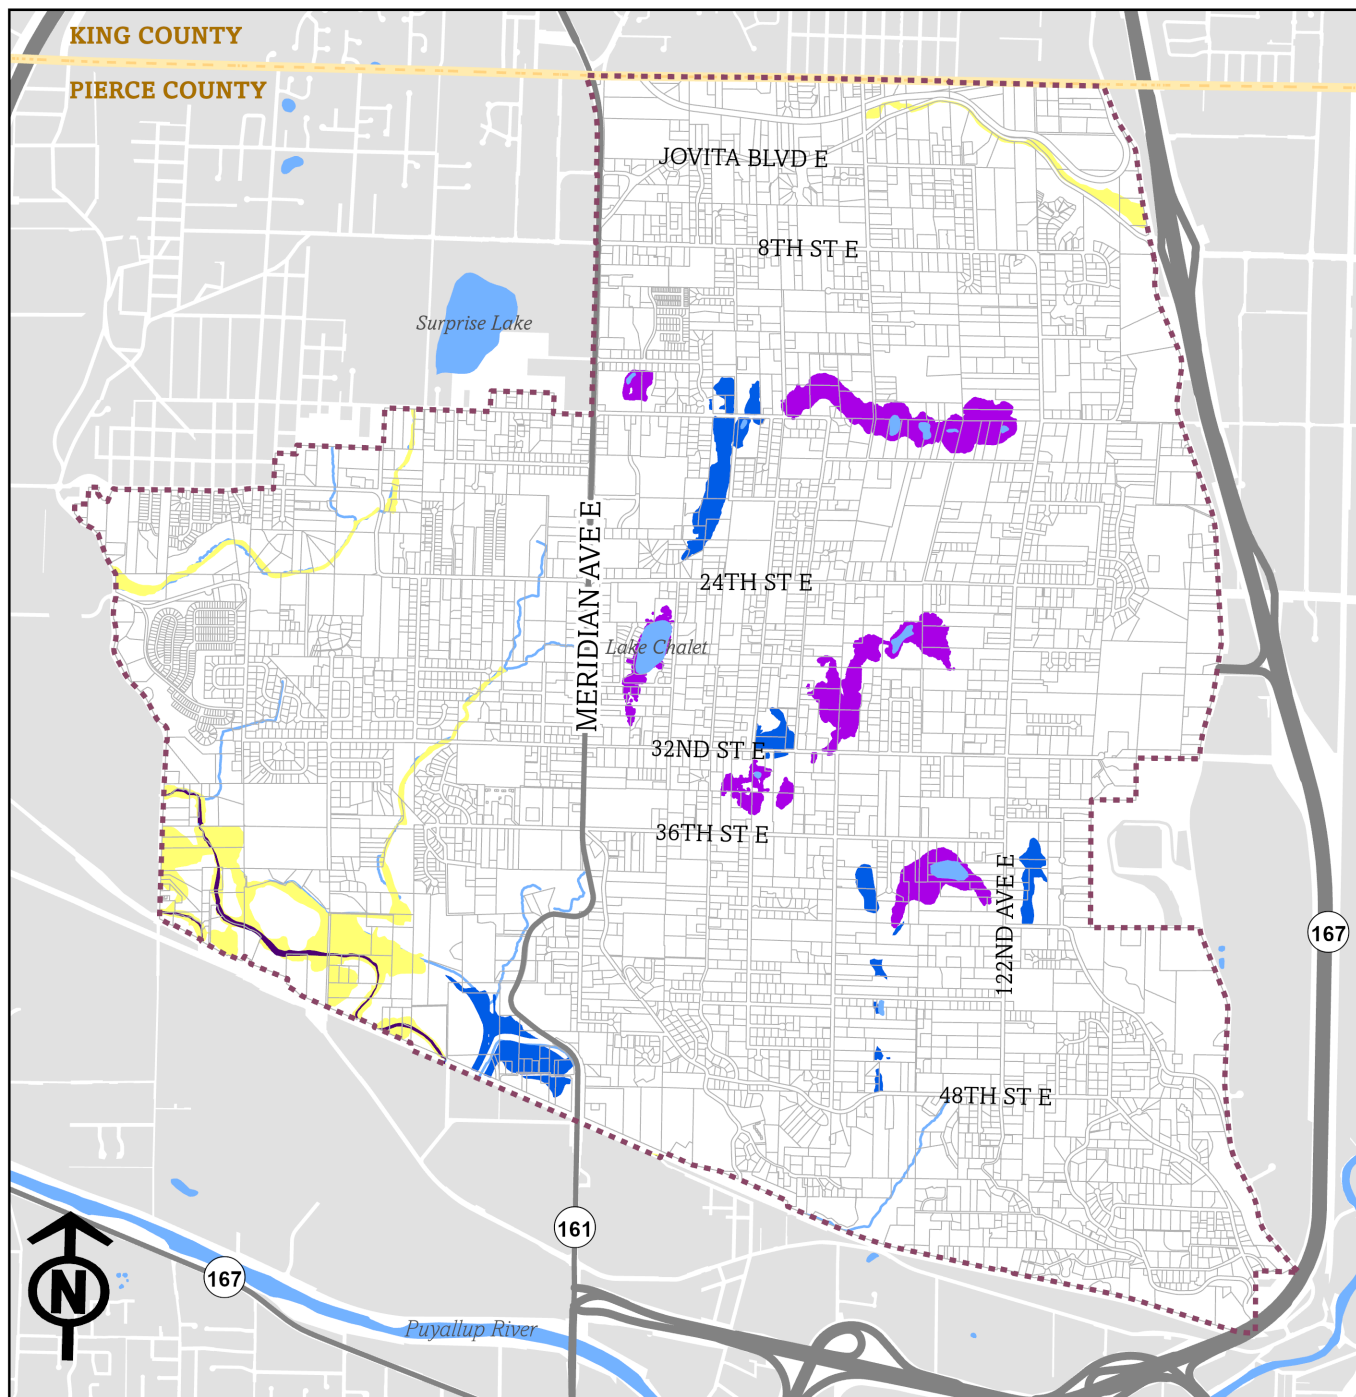 KING COUNTY
PIERCE COUNTY
JOVITA BLVD E
8TH ST E
Surprise Lake
MERIDIAN AVE E
24TH ST E
Lake Chalet
32ND ST E
36TH ST E
122ND AVE E
167
48TH ST E
161
167
N
Puyallup River